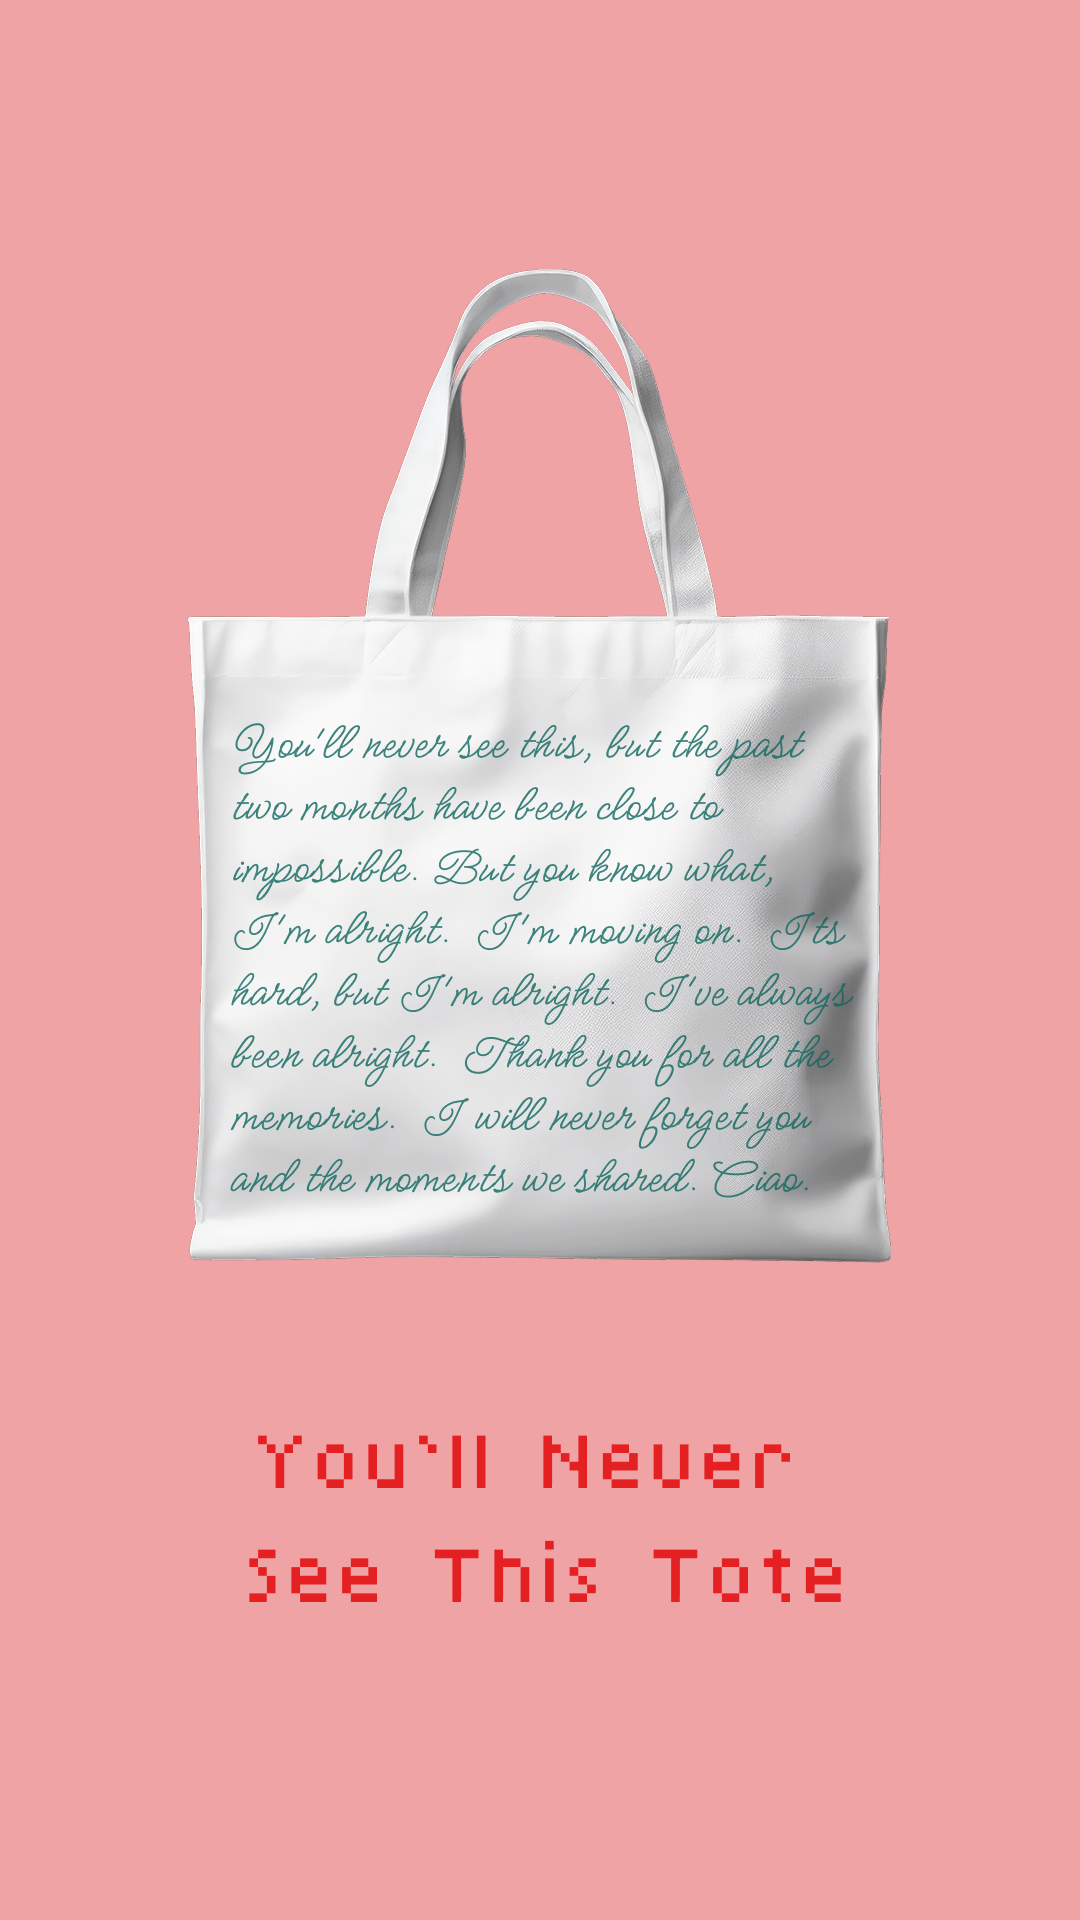 You'll never see this, but the past
two months have been close to
impossible. But you know what,
I'm alright.  I'm moving on.  Its
hard, but I'm alright.  I've always
been alright.  Thank you for all the
memories.  I will never forget you
and the moments we shared. Ciao.
You`ll Never
See This Tote